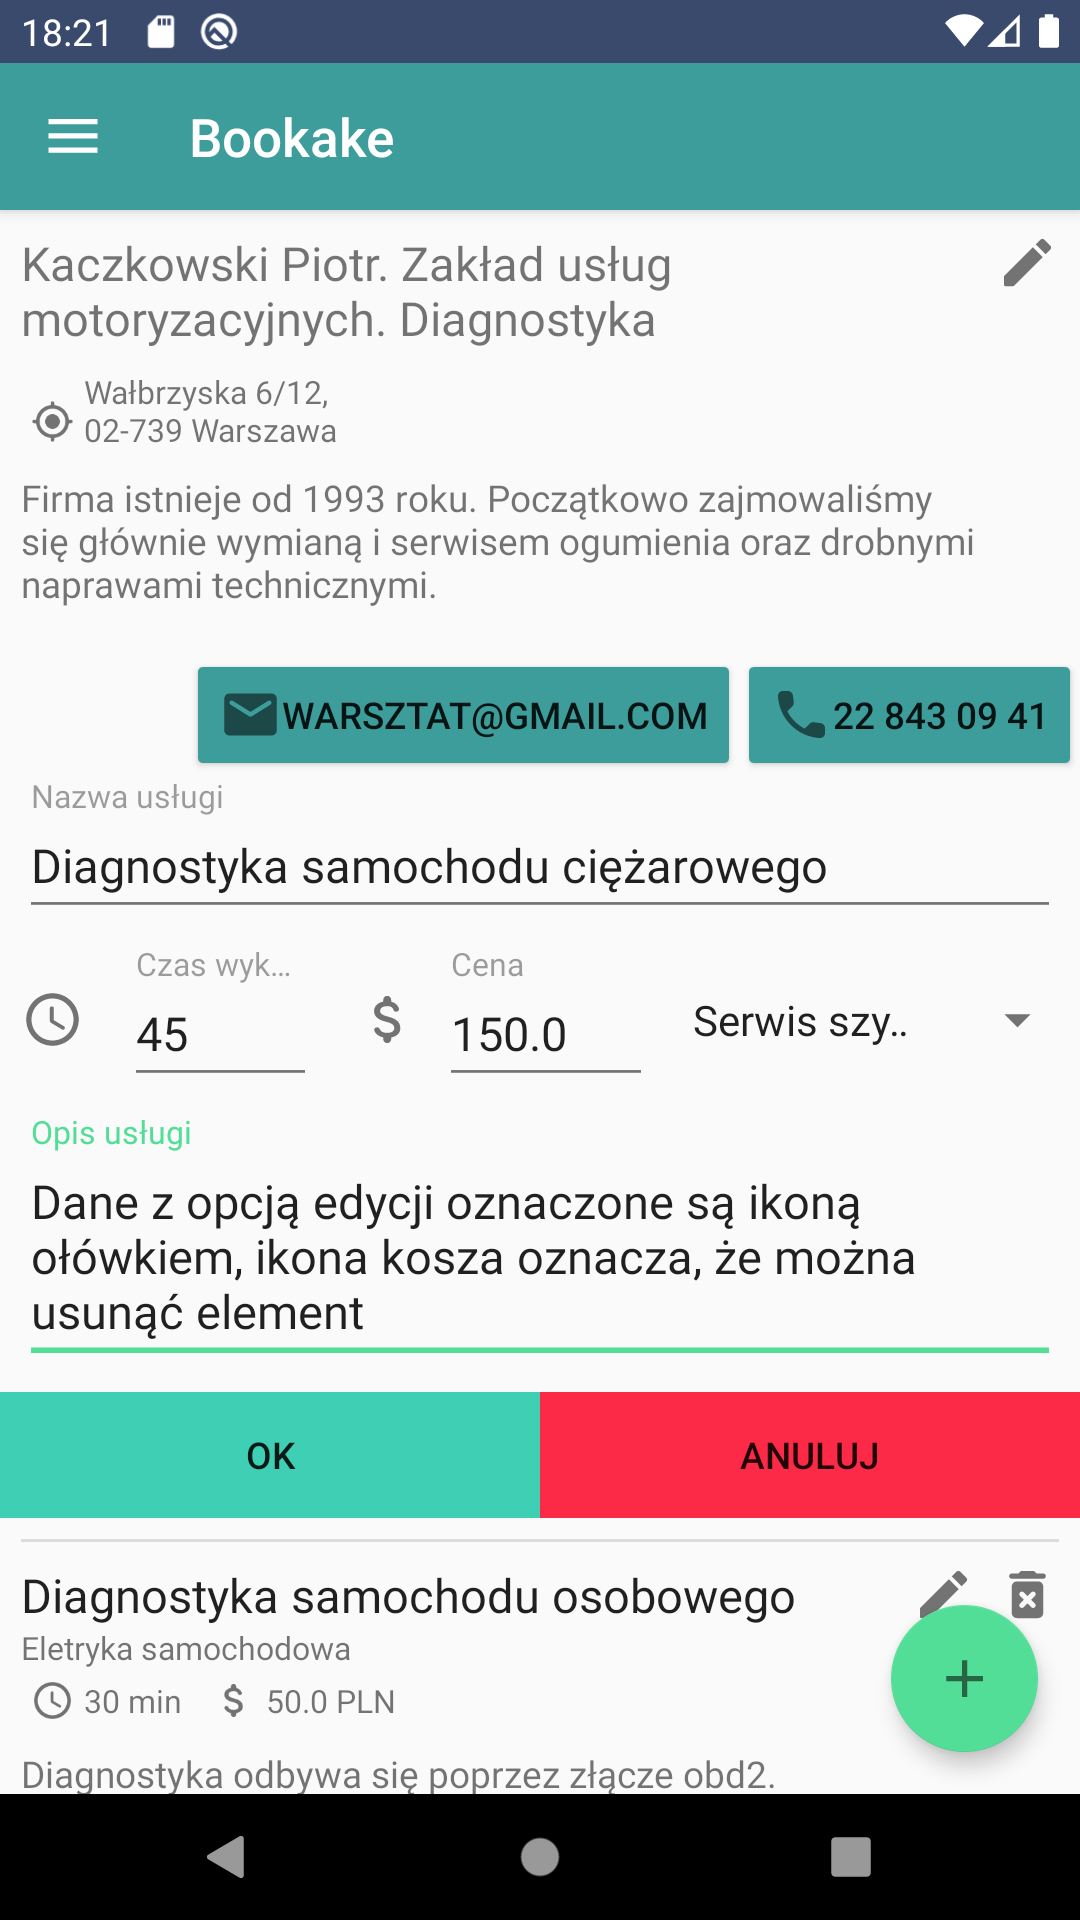 18:21
Bookake
Kaczkowski Piotr. Zakład usług
motoryzacyjnych. Diagnostyka
Wałbrzyska 6/12,
02-739 Warszawa
Firma istnieje od 1993 roku. Początkowo zajmowaliśmy
się głównie wymianą i serwisem ogumienia oraz drobnymi
naprawami technicznymi.
WARSZTAT@GMAIL.COM 22 843 09 41
Nazwa usługi
Diagnostyka samochodu ciężarowego
Czas wyk... Cena
45 $ 150.0 Serwis szy..
Opis usługi
Dane z opcją edycji oznaczone są ikoną
ołówkiem, ikona kosza oznacza, że można
usunąć element
OK ANULUJ
Diagnostyka samochodu osobowego
Eletryka samochodowa
30 min $ 50.0 PLN
Diagnostyka odbywa się poprzez złącze obd2.